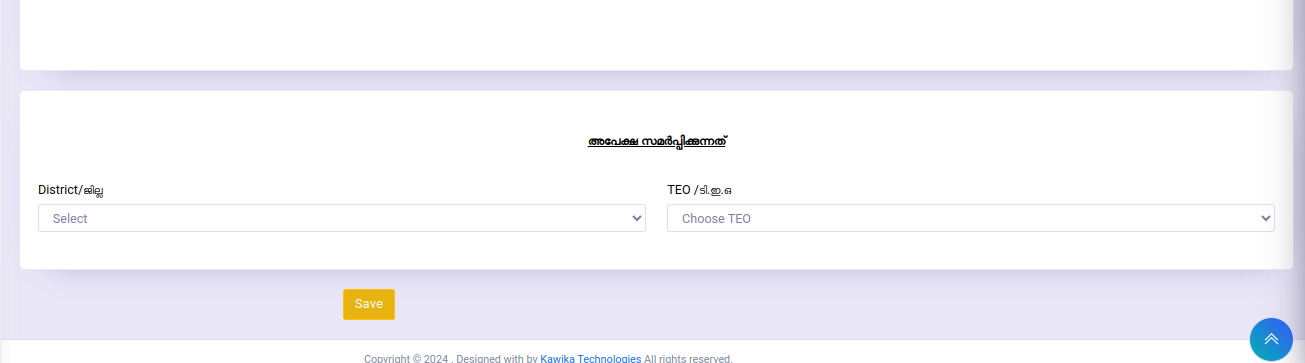 അപേക്ഷ സമർപ്പിക്കുന്നത്
District/ജില്ല
TEO /ടി.ഇ.ഒ
Select
Choose TEO
Save
Copyright © 2024 . Designed with by Kawika Technologies All rights reserved.